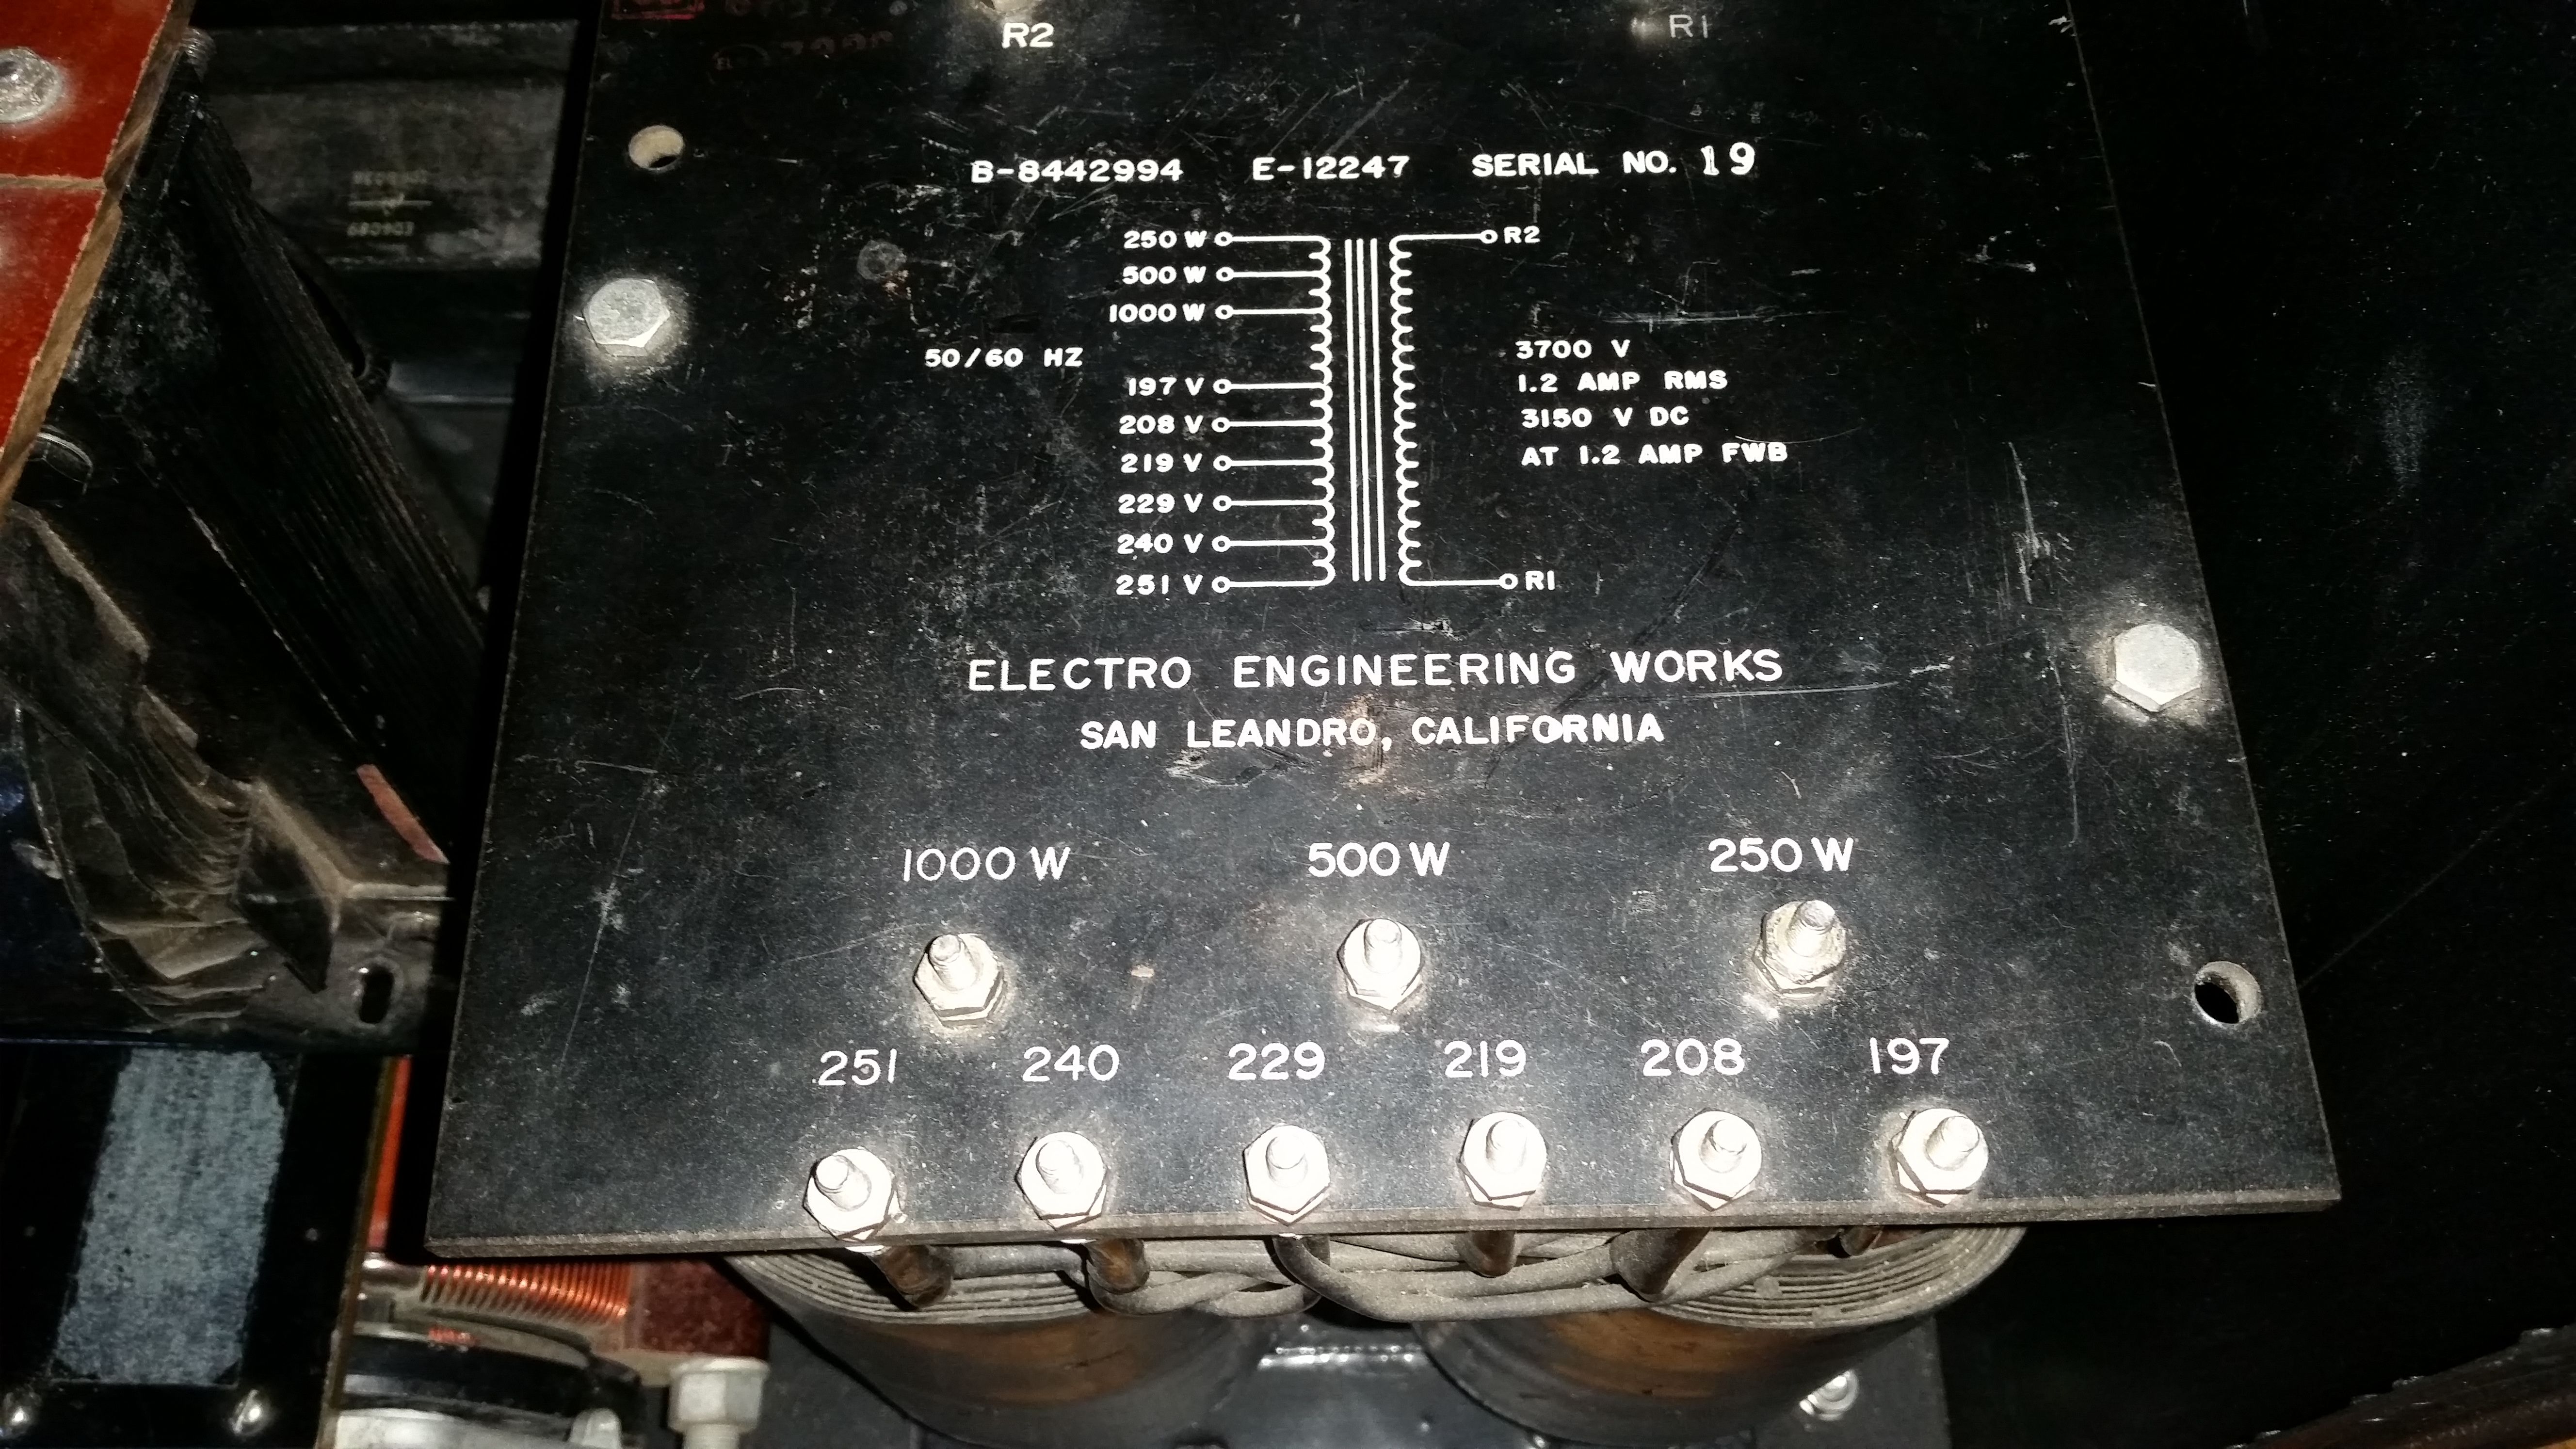 R2 R1
B-8442994 E-12247 SERIAL NO. 19
250 W R2
500 W
1000 W
50/60 HZ
3700 V
197 V
1.2 AMP RMS
208 V
3150 V DC
219 V
AT 1.2 AMP FWB
229 V
240 V
251 V R1
ELECTRO ENGINEERING WORKS
SAN LEANDRO, CALIFORNIA
1000 W 500 W 250 W
251 240 229 219 208 197